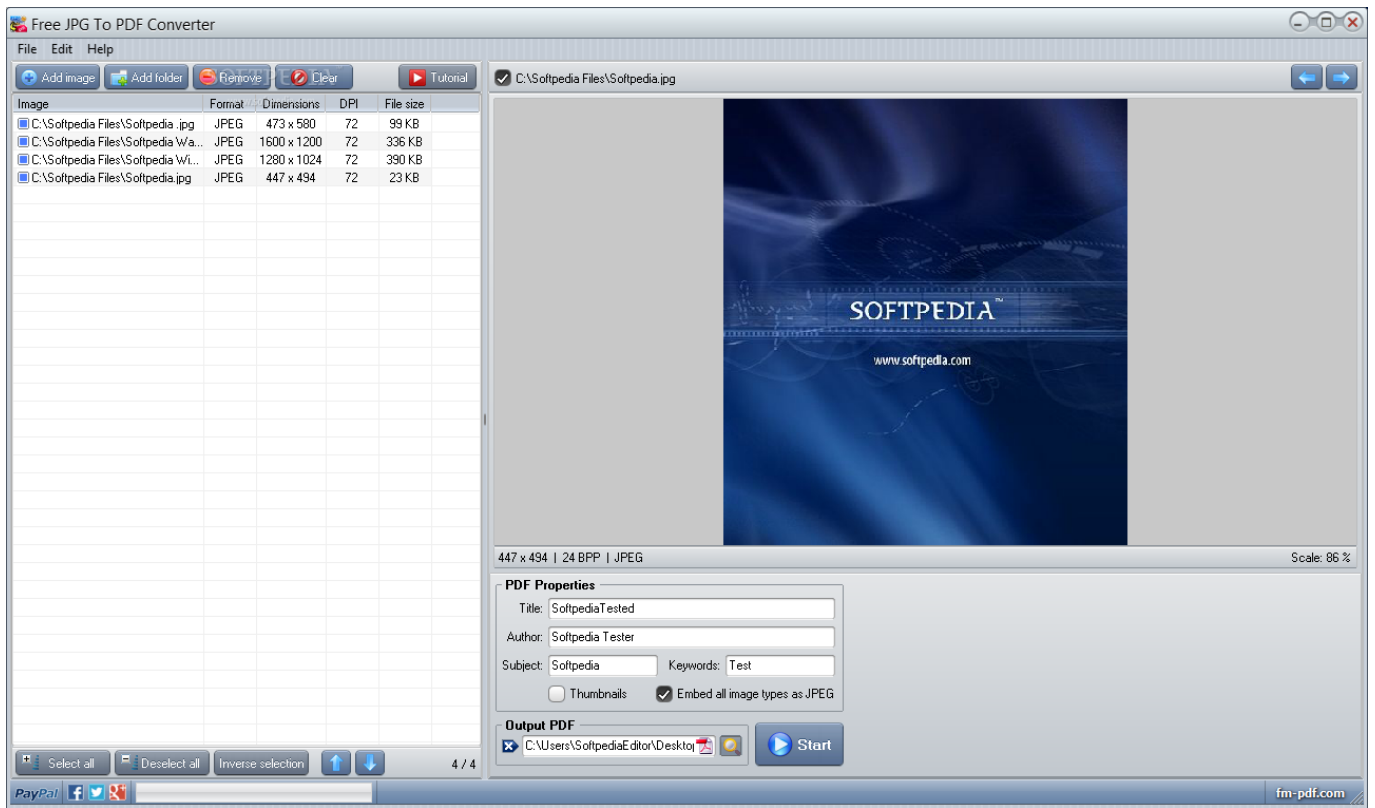 Free JPG To PDF Converter
File Edit Help
Add image Add folder Remove Clear Tutorial
SOFTPEDIA
C:\Softpedia Files\Softpedia.jpg
Image Format Dimensions DPI File size
C:\Softpedia Files\Softpedia .jpg JPEG 473 x 580 72 99 KB
C:\Softpedia Files\Softpedia Wa... JPEG 1600 x 1200 72 336 KB
C:\Softpedia Files\Softpedia Wi... JPEG 1280 x 1024 72 390 KB
C:\Softpedia Files\Softpedia.jpg JPEG 447 x 494 72 23 KB
SOFTPEDIA™
www.softpedia.com
447 x 494 | 24 BPP | JPEG Scale: 86 %
PDF Properties
Title: SoftpediaTested
Author: Softpedia Tester
Subject: Softpedia Keywords: Test
Thumbnails Embed all image types as JPEG
Output PDF
C:\Users\SoftpediaEditor\Desktop Start
Select all Deselect all Inverse selection 4 / 4
PayPal fm-pdf.com